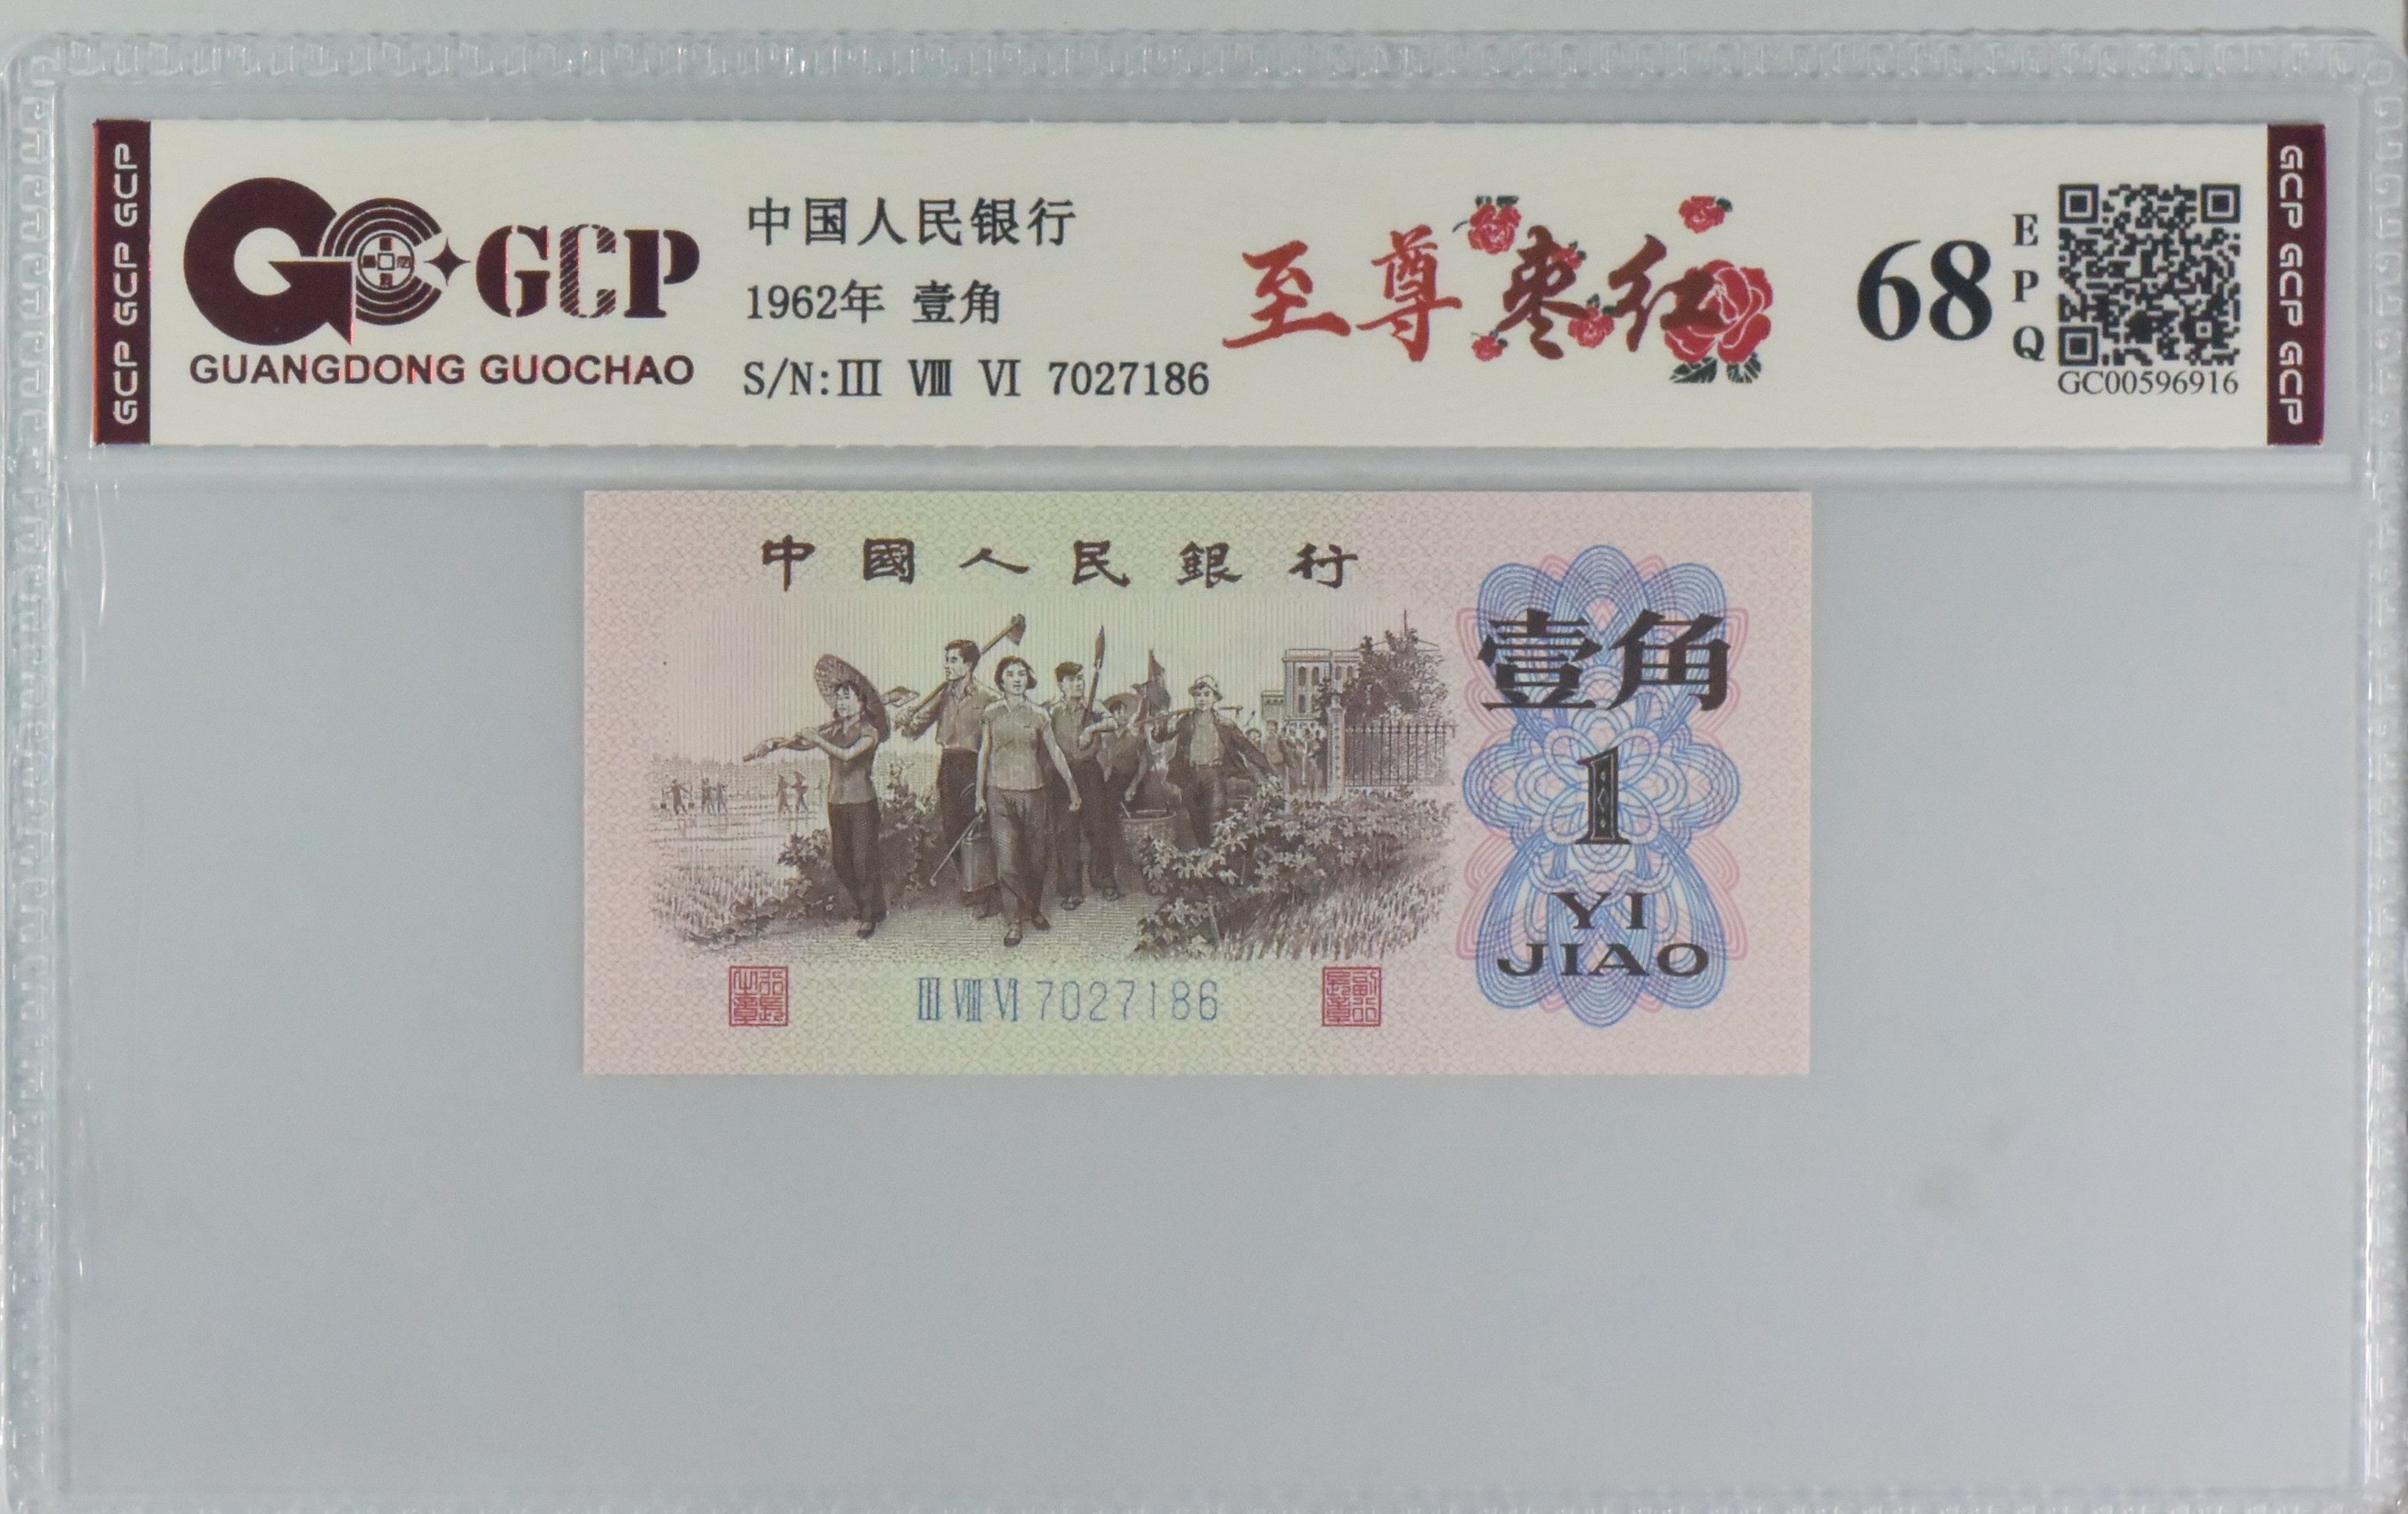 GCP GCP GCP
GCP
GUANGDONG GUOCHAO
中国人民银行
1962年 壹角
S/N:III VIII VI 7027186
至尊枣红
68
EPQ
GC00596916
GCP GCP GCP
中國人民銀行
壹角
1
YI
JIAO
III VIII VI 7027186